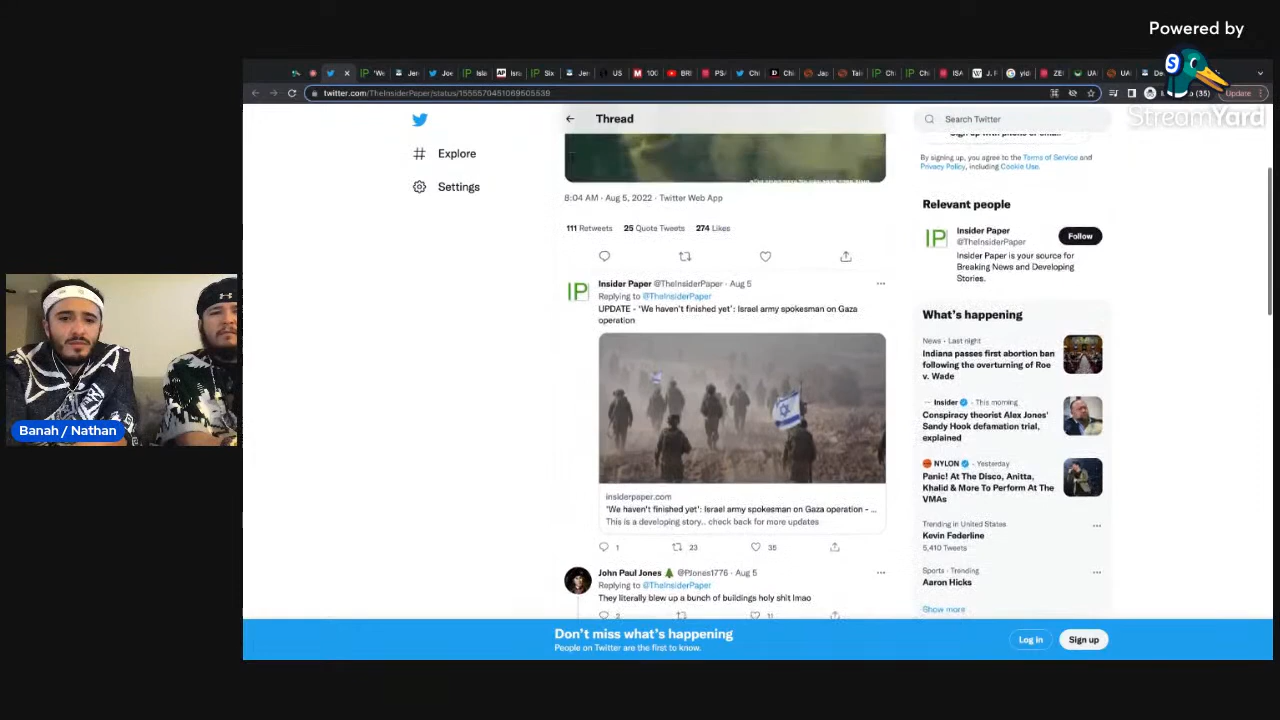 Powered by
StreamYard
twitter.com/TheInsiderPaper/status/1555570451069505539
Update
Thread
Search Twitter
Explore
Settings
By signing up, you agree to the Terms of Service and
Privacy Policy, including Cookie Use.
8:04 AM · Aug 5, 2022 · Twitter Web App
111 Retweets 25 Quote Tweets 274 Likes
Relevant people
Insider Paper
@TheInsiderPaper
Follow
Insider Paper is your source for
Breaking News and Developing
Stories.
Insider Paper @TheInsiderPaper · Aug 5
Replying to @TheInsiderPaper
UPDATE - 'We haven't finished yet': Israel army spokesman on Gaza
operation
insiderpaper.com
'We haven't finished yet': Israel army spokesman on Gaza operation - ...
This is a developing story.. check back for more updates
1 23 35
John Paul Jones @PJones1776 · Aug 5
Replying to @TheInsiderPaper
They literally blew up a bunch of buildings holy shit lmao
2 11
What's happening
News · Last night
Indiana passes first abortion ban
following the overturning of Roe
v. Wade
Insider · This morning
Conspiracy theorist Alex Jones'
Sandy Hook defamation trial,
explained
NYLON · Yesterday
Panic! At The Disco, Anitta,
Khalid & More To Perform At The
VMAs
Trending in United States
Kevin Federline
5,410 Tweets
Sports · Trending
Aaron Hicks
Show more
Don't miss what's happening
People on Twitter are the first to know.
Log in
Sign up
Banah / Nathan